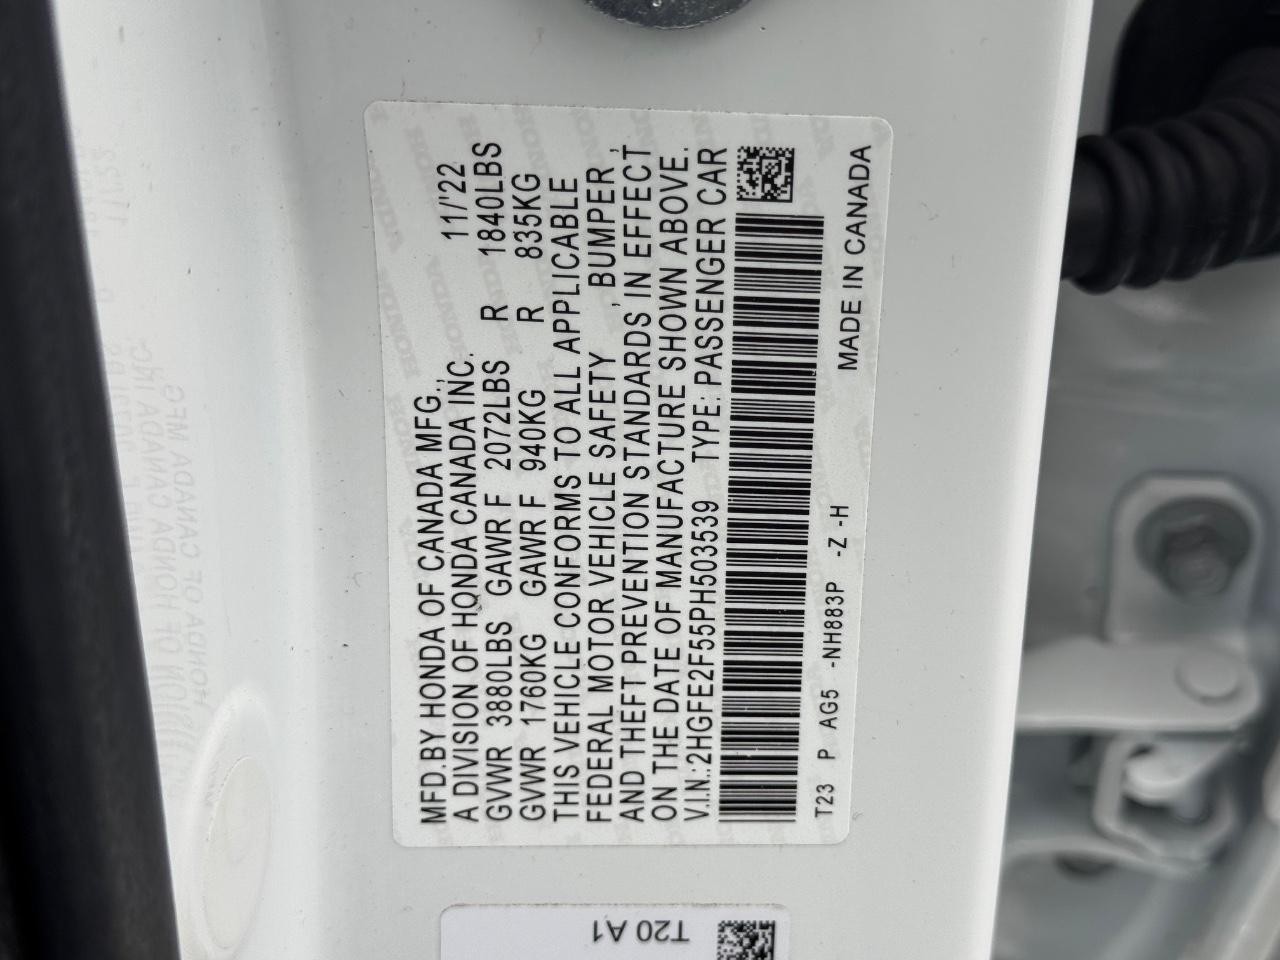 MFD.BY HONDA OF CANADA MFG.,
A DIVISION OF HONDA CANADA INC. 11/'22
GVWR 3880LBS GAWR F 2072LBS R 1840LBS
GVWR 1760KG GAWR F 940KG R 835KG
THIS VEHICLE CONFORMS TO ALL APPLICABLE
FEDERAL MOTOR VEHICLE SAFETY , BUMPER ,
AND THEFT PREVENTION STANDARDS IN EFFECT
ON THE DATE OF MANUFACTURE SHOWN ABOVE.
V.I.N.:2HGFE2F55PH503539 TYPE: PASSENGER CAR
T23 P AG5 -NH883P -Z -H
MADE IN CANADA
T20 A1